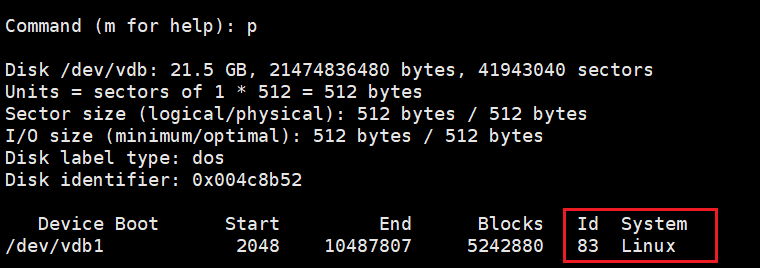 Command (m for help): p
Disk /dev/vdb: 21.5 GB, 21474836480 bytes, 41943040 sectors
Units = sectors of 1 * 512 = 512 bytes
Sector size (logical/physical): 512 bytes / 512 bytes
I/O size (minimum/optimal): 512 bytes / 512 bytes
Disk label type: dos
Disk identifier: 0x004c8b52
Device Boot Start End Blocks Id System
/dev/vdb1 2048 10487807 5242880 83 Linux